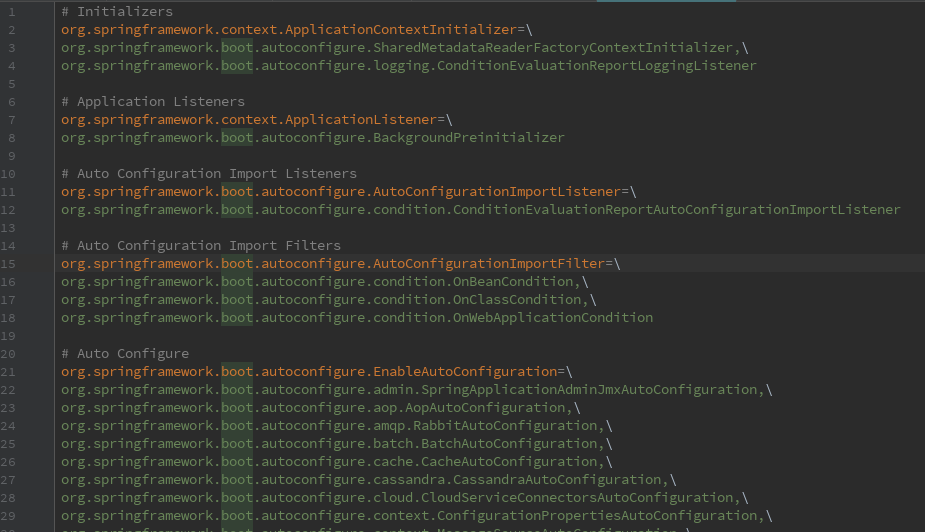 1 # Initializers
2 org.springframework.context.ApplicationContextInitializer=\
3 org.springframework.boot.autoconfigure.SharedMetadataReaderFactoryContextInitializer,\
4 org.springframework.boot.autoconfigure.logging.ConditionEvaluationReportLoggingListener
5
6 # Application Listeners
7 org.springframework.context.ApplicationListener=\
8 org.springframework.boot.autoconfigure.BackgroundPreinitializer
9
10 # Auto Configuration Import Listeners
11 org.springframework.boot.autoconfigure.AutoConfigurationImportListener=\
12 org.springframework.boot.autoconfigure.condition.ConditionEvaluationReportAutoConfigurationImportListener
13
14 # Auto Configuration Import Filters
15 org.springframework.boot.autoconfigure.AutoConfigurationImportFilter=\
16 org.springframework.boot.autoconfigure.condition.OnBeanCondition,\
17 org.springframework.boot.autoconfigure.condition.OnClassCondition,\
18 org.springframework.boot.autoconfigure.condition.OnWebApplicationCondition
19
20 # Auto Configure
21 org.springframework.boot.autoconfigure.EnableAutoConfiguration=\
22 org.springframework.boot.autoconfigure.admin.SpringApplicationAdminJmxAutoConfiguration,\
23 org.springframework.boot.autoconfigure.aop.AopAutoConfiguration,\
24 org.springframework.boot.autoconfigure.amqp.RabbitAutoConfiguration,\
25 org.springframework.boot.autoconfigure.batch.BatchAutoConfiguration,\
26 org.springframework.boot.autoconfigure.cache.CacheAutoConfiguration,\
27 org.springframework.boot.autoconfigure.cassandra.CassandraAutoConfiguration,\
28 org.springframework.boot.autoconfigure.cloud.CloudServiceConnectorsAutoConfiguration,\
29 org.springframework.boot.autoconfigure.context.ConfigurationPropertiesAutoConfiguration,\